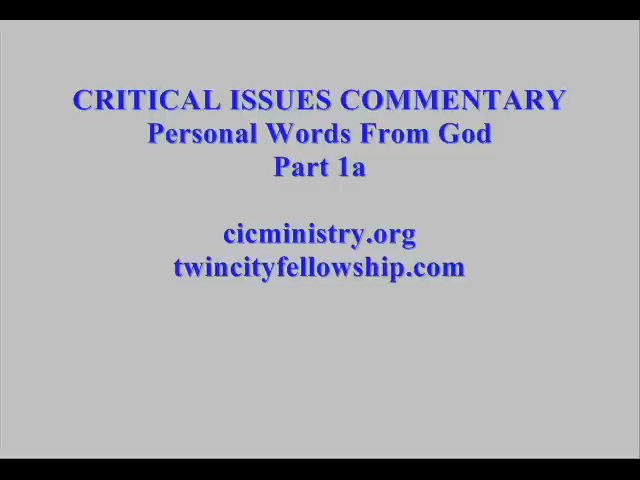 CRITICAL ISSUES COMMENTARY
Personal Words From God
Part 1a
cicministry.org
twincityfellowship.com